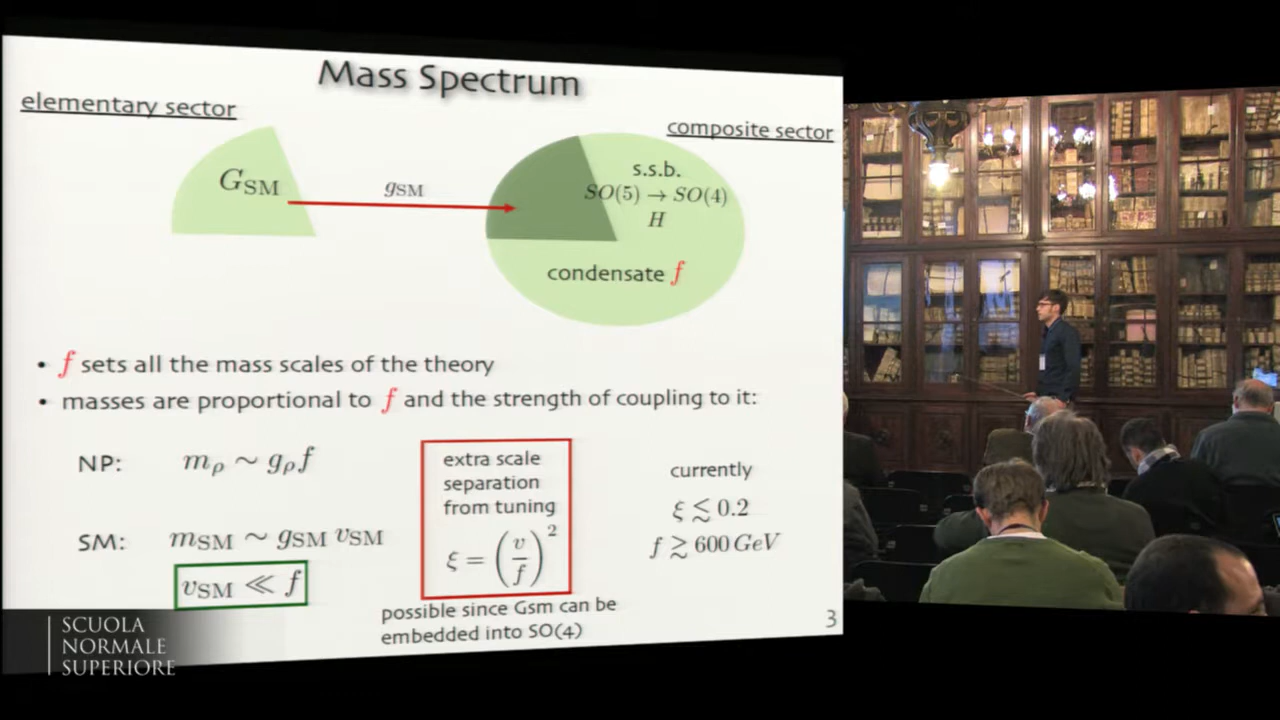 Mass Spectrum
elementary sector
composite sector
G_SM
g_SM
s.s.b.
SO(5) → SO(4)
H
condensate f
• f sets all the mass scales of the theory
• masses are proportional to f and the strength of coupling to it:
NP: m_ρ ~ g_ρ f
SM: m_SM ~ g_SM v_SM
v_SM ≪ f
extra scale
separation
from tuning
ξ = (v/f)^2
possible since Gsm can be
embedded into SO(4)
currently
ξ ≲ 0.2
f ≳ 600 GeV
3
SCUOLA
NORMALE
SUPERIORE